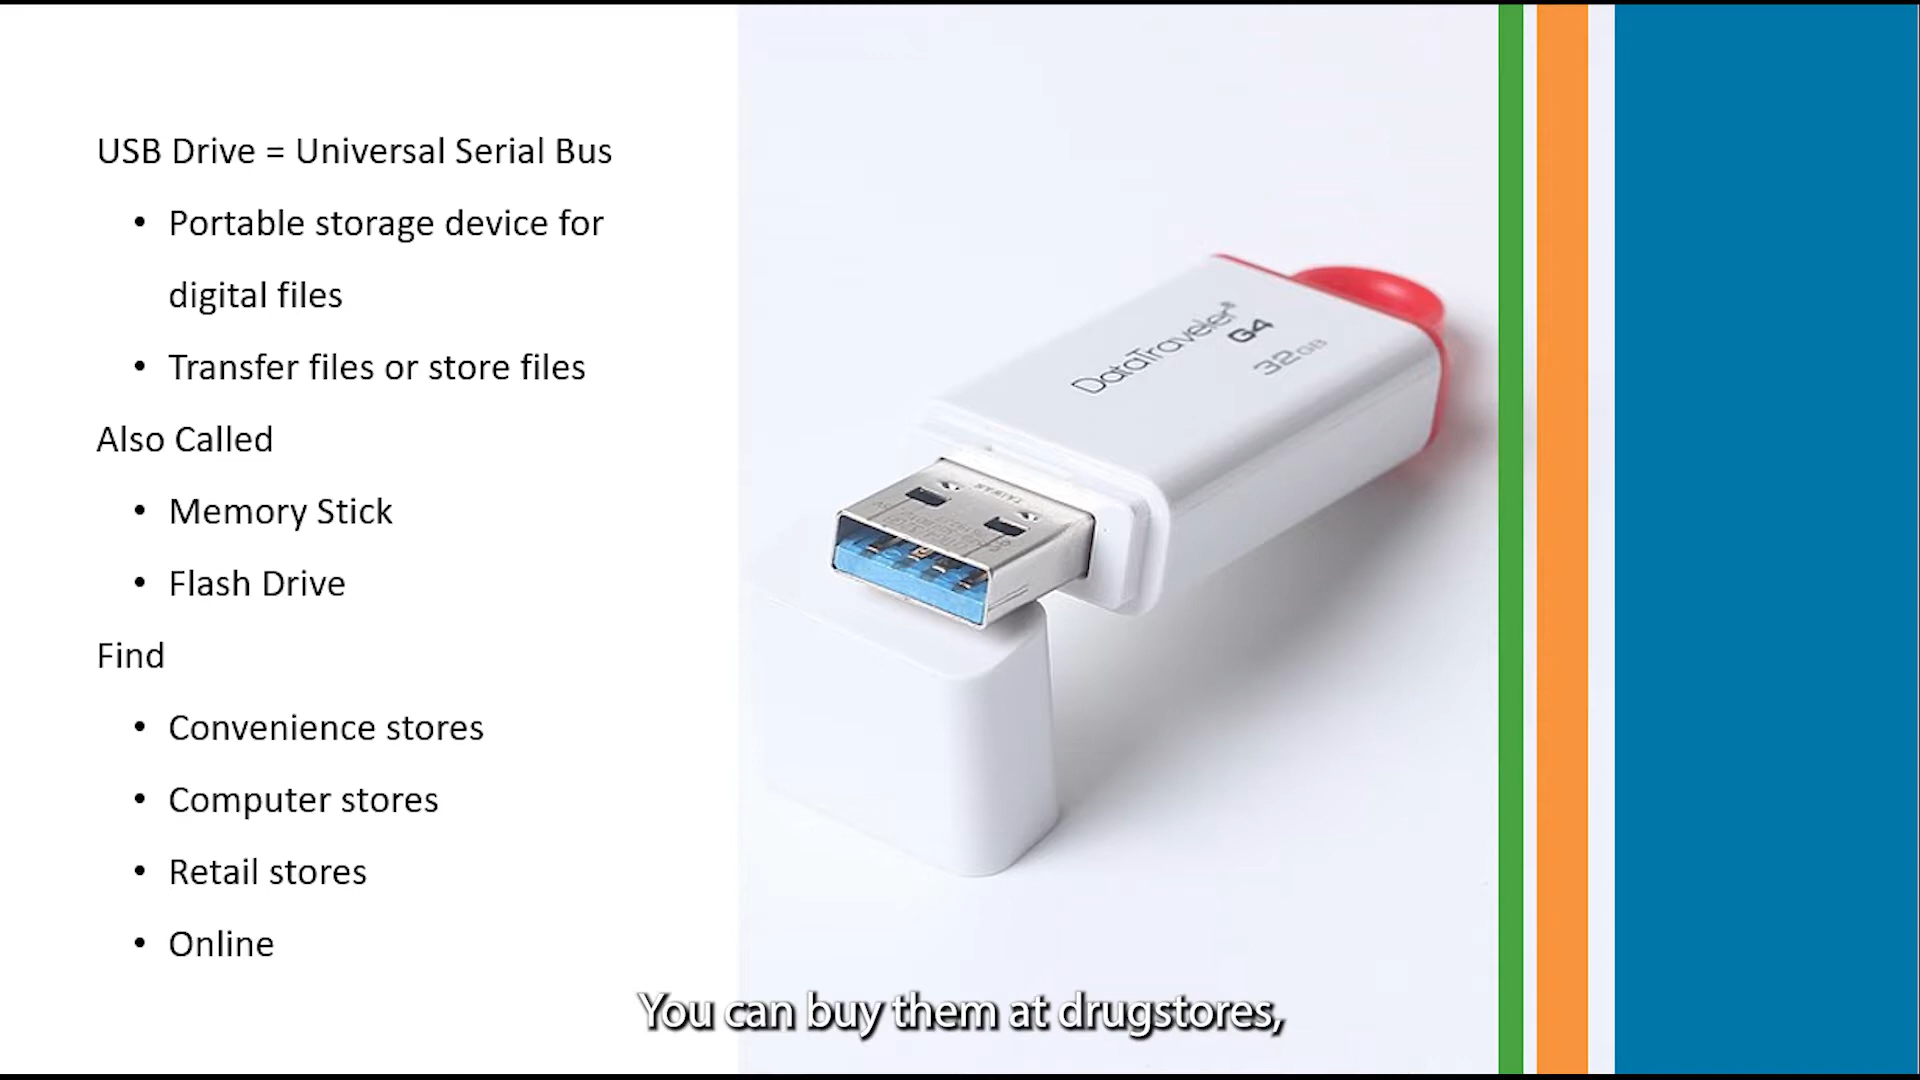 USB Drive = Universal Serial Bus
• Portable storage device for
digital files
• Transfer files or store files
Also Called
• Memory Stick
• Flash Drive
Find
• Convenience stores
• Computer stores
• Retail stores
• Online
DataTraveler®
G4
32GB
TAIWAN
You can buy them at drugstores,